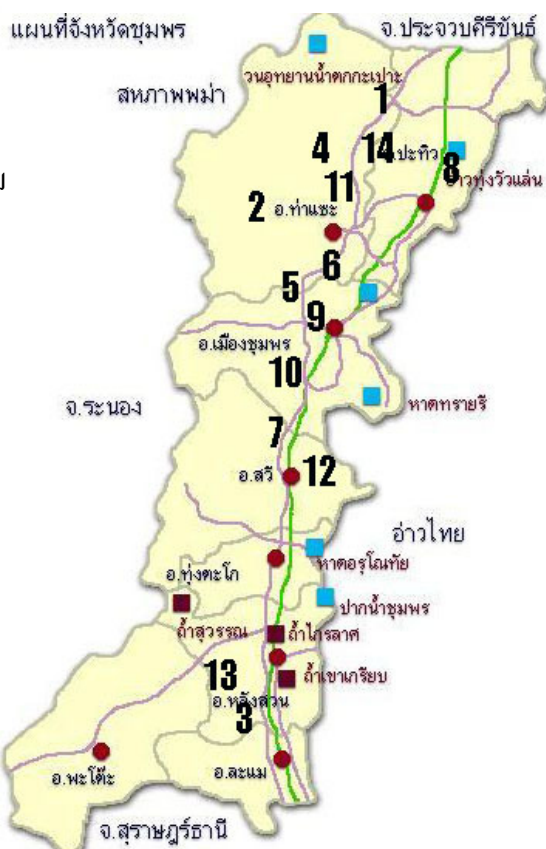 แผนที่จังหวัดชุมพร
จ.ประจวบคีรีขันธ์
วนอุทยานน้ำตกกะเปาะ
สหภาพพม่า
1
4
14
.ปะทิว
8
าวทุ่งวัวแล่น
11
2
อ.ท่าแซะ
6
5
9
อ.เมืองชุมพร
10
จ.ระนอง
หาดทรายรี
7
อ.สวี
12
อ่าวไทย
หาดอรุโณทัย
อ.ทุ่งตะโก
ปากน้ำชุมพร
ถ้ำสุวรรณ
ถ้ำไกรลาศ
13
ถ้ำเขาเกรียบ
อ.หลังสวน
3
อ.พะโต๊ะ
อ.ละแม
จ.สุราษฎร์ธานี